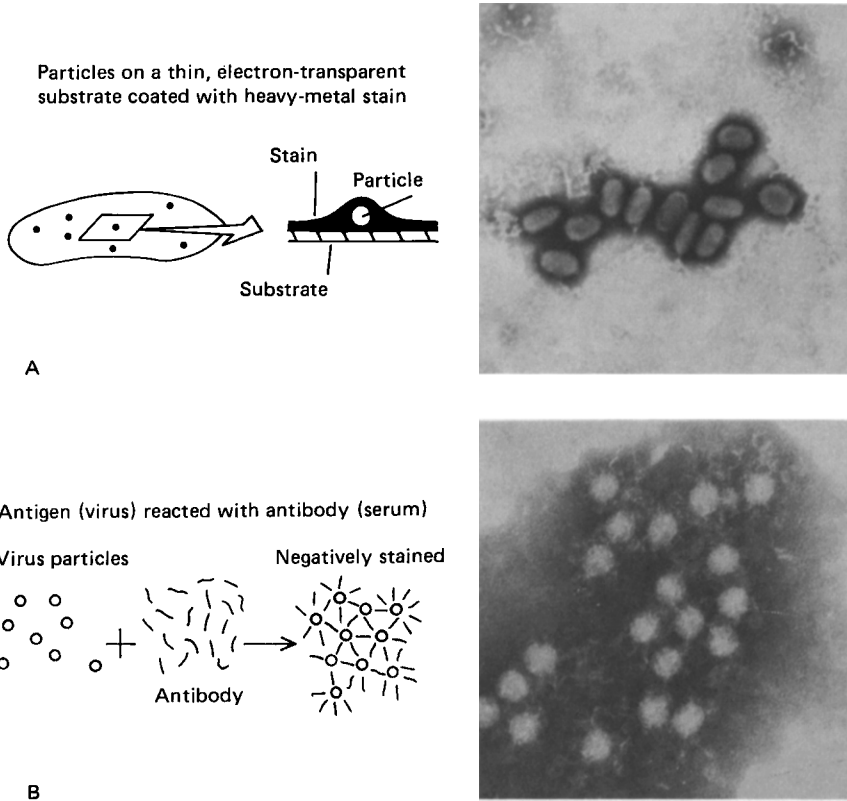 Particles on a thin, electron-transparent
substrate coated with heavy-metal stain
Stain
Particle
Substrate
A
Antigen (virus) reacted with antibody (serum)
Virus particles
Negatively stained
Antibody
B